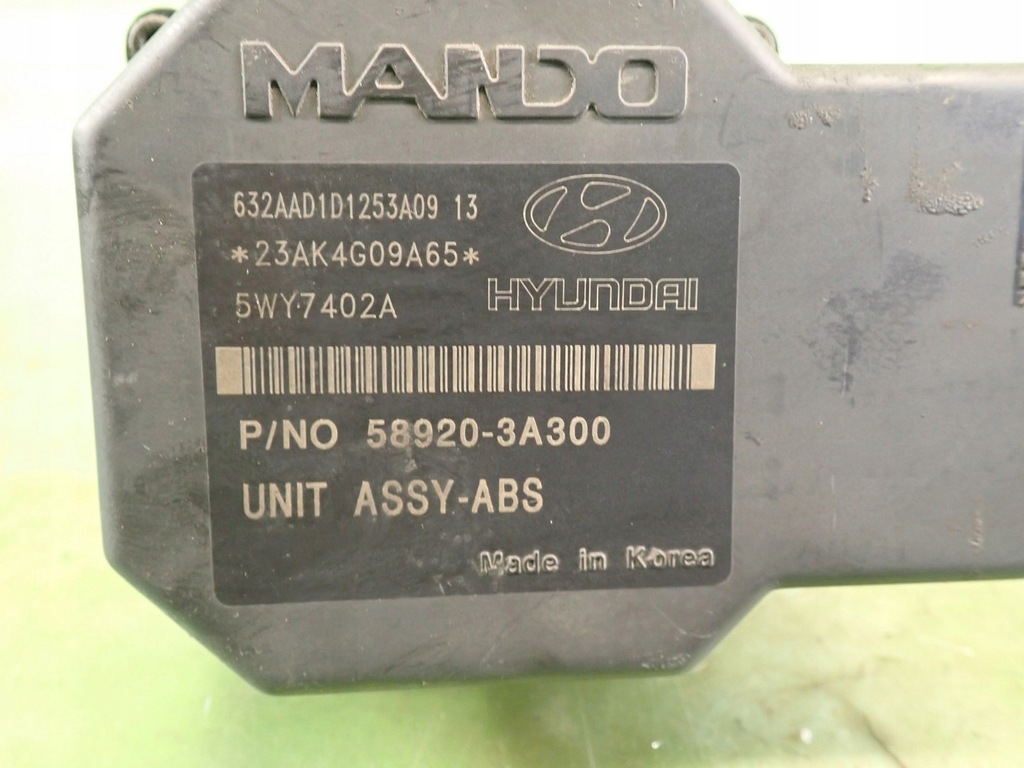 MANDO
632AAD1D1253A09 13
*23AK4G09A65*
5WY7402A
HYUNDAI
P/NO 58920-3A300
UNIT ASSY-ABS
Made in Korea